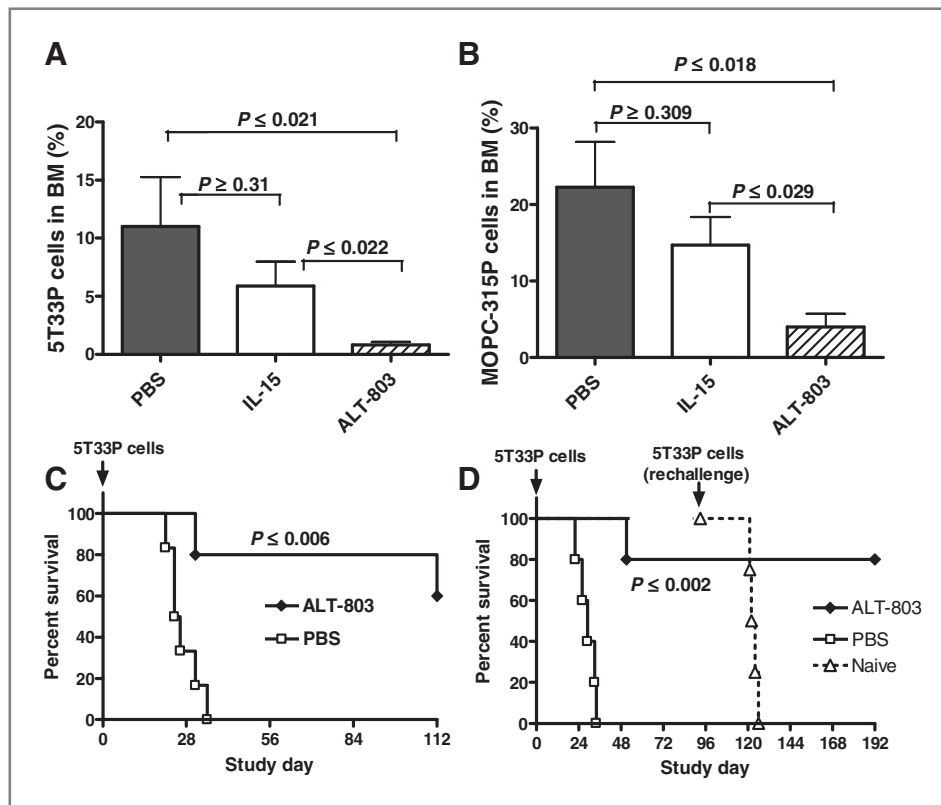 A
5T33P cells in BM (%)
20
15
10
5
0
P ≤ 0.021
P ≥ 0.31
P ≤ 0.022
PBS
IL-15
ALT-803
B
MOPC-315P cells in BM (%)
30
20
10
0
P ≤ 0.018
P ≥ 0.309
P ≤ 0.029
PBS
IL-15
ALT-803
5T33P cells
C
Percent survival
100
80
60
40
20
0
P ≤ 0.006
ALT-803
PBS
0 28 56 84 112
Study day
5T33P cells
5T33P cells
(rechallenge)
D
Percent survival
100
80
60
40
20
0
P ≤ 0.002
ALT-803
PBS
Naive
0 24 48 72 96 120 144 168 192
Study day